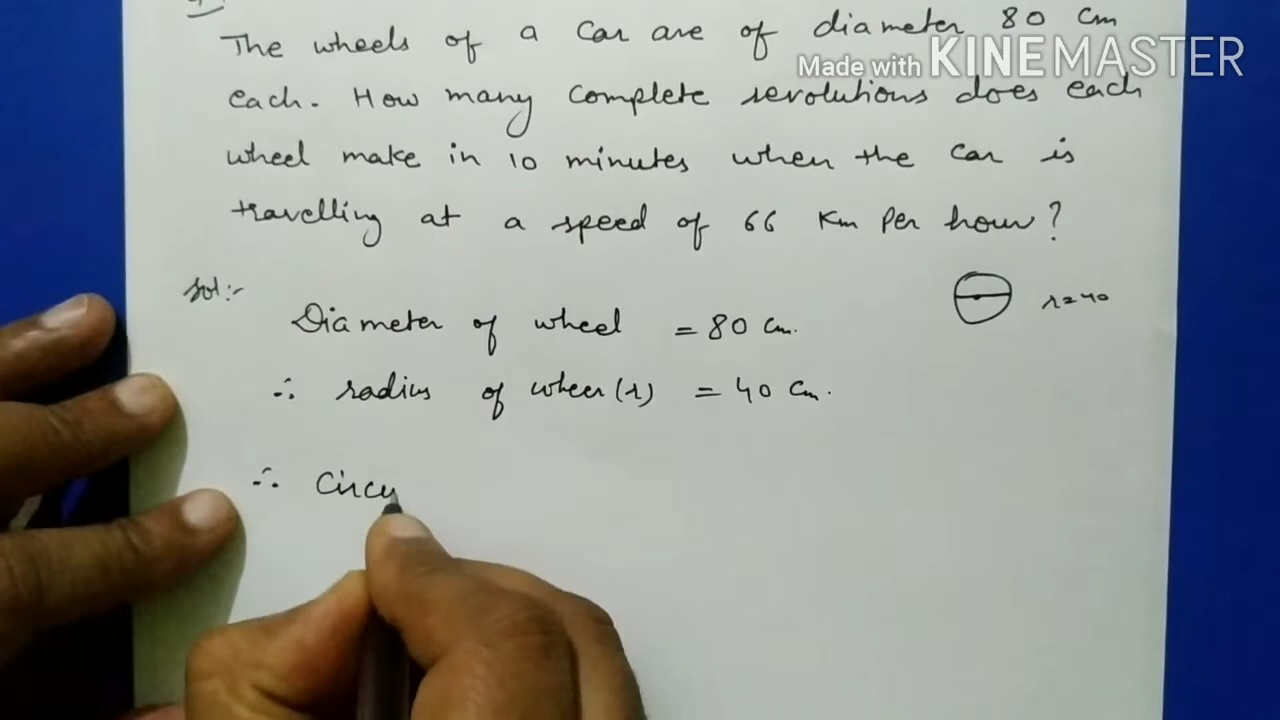 The wheels of a car are of diameter 80 cm
Made with KINEMASTER
each. How many complete revolutions does each
wheel make in 10 minutes when the car is
travelling at a speed of 66 Km per hour?
Sol:-
Diameter of wheel = 80 cm.
r=40
∴ radius of wheel (r) = 40 cm.
∴ Circu